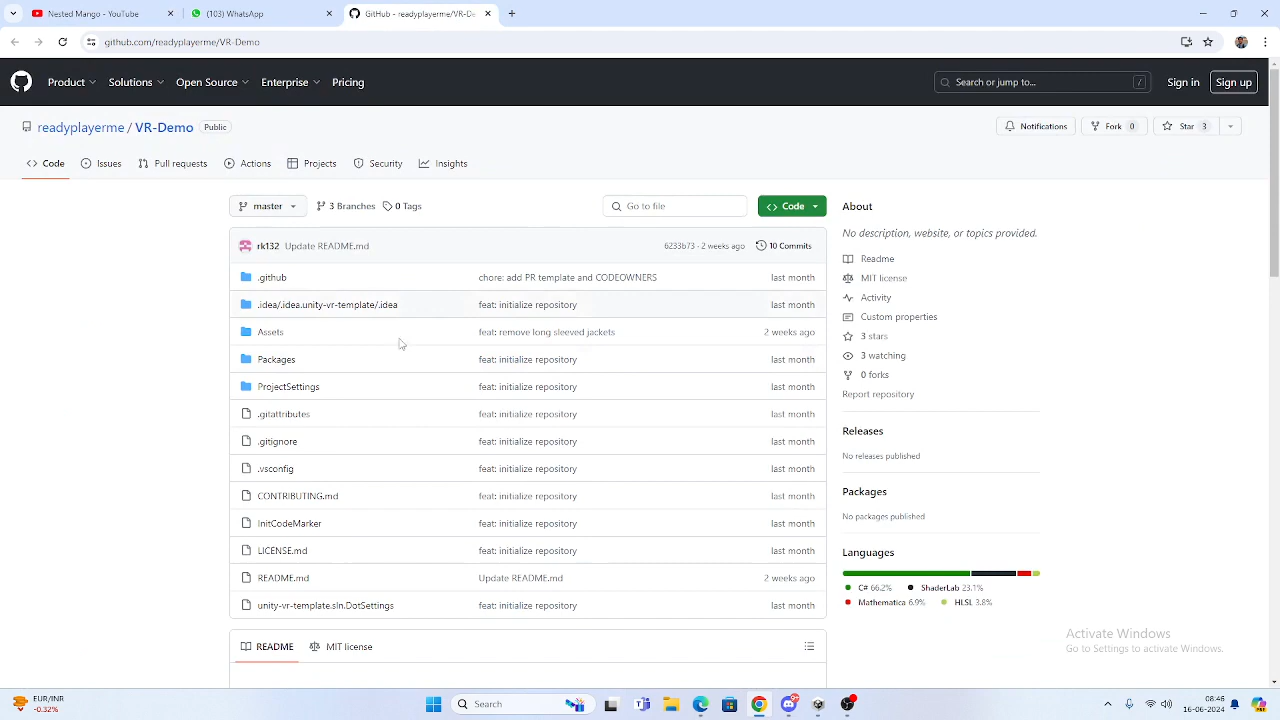 Nested Mango - YouTube
(103) WhatsApp
GitHub - readyplayerme/VR-De
github.com/readyplayerme/VR-Demo
Product Solutions Open Source Enterprise Pricing
Search or jump to... /
Sign in Sign up
readyplayerme / VR-Demo Public
Notifications Fork 0 Star 3
Code Issues Pull requests Actions Projects Security Insights
master 3 Branches 0 Tags Go to file Code
rk132 Update README.md 6233b73 · 2 weeks ago 10 Commits
.github chore: add PR template and CODEOWNERS last month
.idea/.idea.unity-vr-template/.idea feat: initialize repository last month
Assets feat: remove long sleeved jackets 2 weeks ago
Packages feat: initialize repository last month
ProjectSettings feat: initialize repository last month
.gitattributes feat: initialize repository last month
.gitignore feat: initialize repository last month
.vsconfig feat: initialize repository last month
CONTRIBUTING.md feat: initialize repository last month
InitCodeMarker feat: initialize repository last month
LICENSE.md feat: initialize repository last month
README.md Update README.md 2 weeks ago
unity-vr-template.sln.DotSettings feat: initialize repository last month
README MIT license
About
No description, website, or topics provided.
Readme
MIT license
Activity
Custom properties
3 stars
3 watching
0 forks
Report repository
Releases
No releases published
Packages
No packages published
Languages
C# 66.2% ShaderLab 23.1%
Mathematica 6.9% HLSL 3.8%
Activate Windows
Go to Settings to activate Windows.
EUR/INR
-0.32%
Search
08:46
16-06-2024